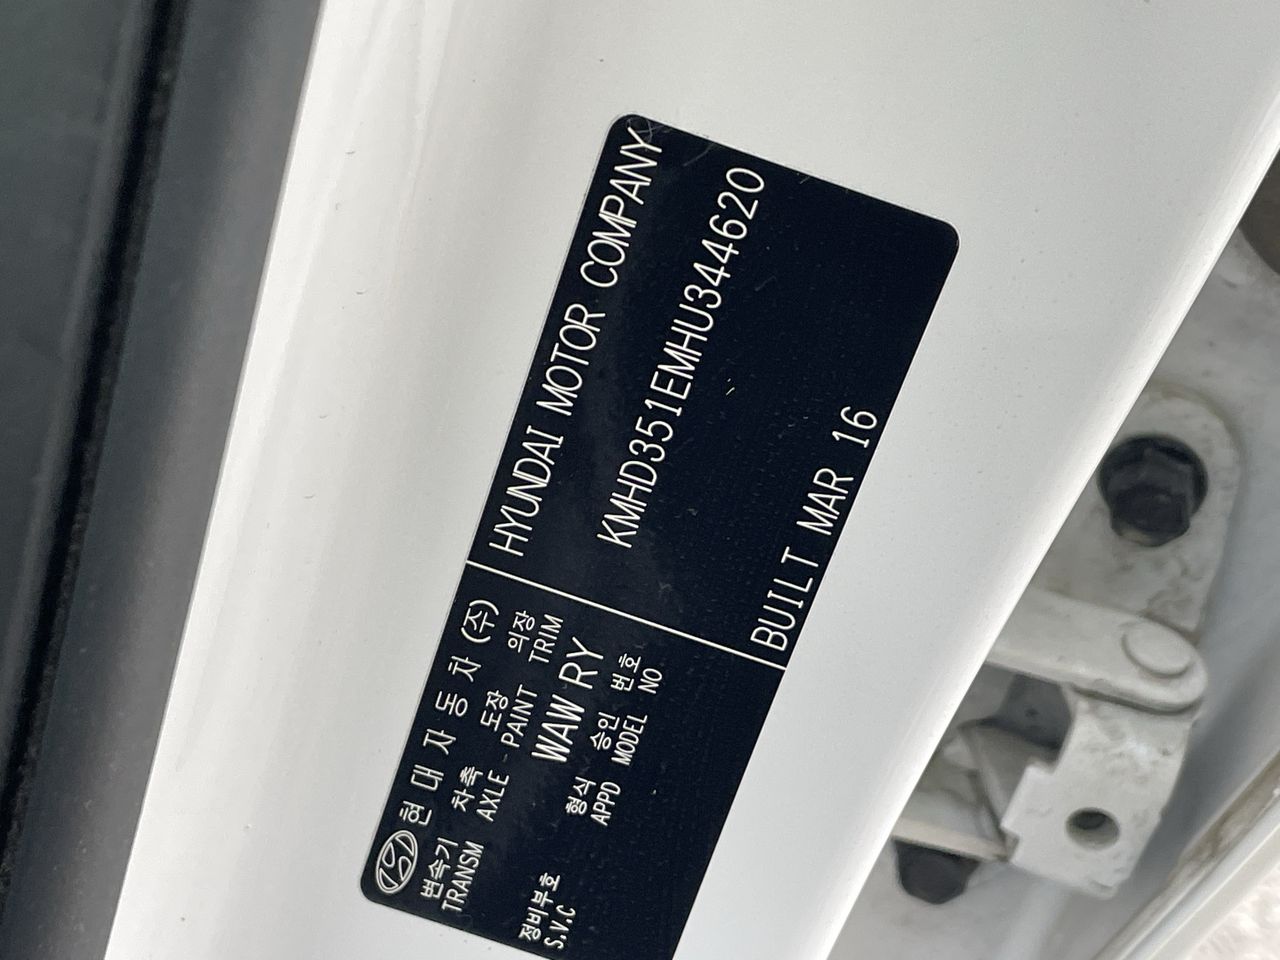 현대자동차(주)
HYUNDAI MOTOR COMPANY
변속기 차축 도장 의장
TRANSM AXLE PAINT TRIM
WAW RY
KMHD351EMHU344620
형식 승인 번호
APPD MODEL NO
정비부호
S.V.C
BUILT MAR 16